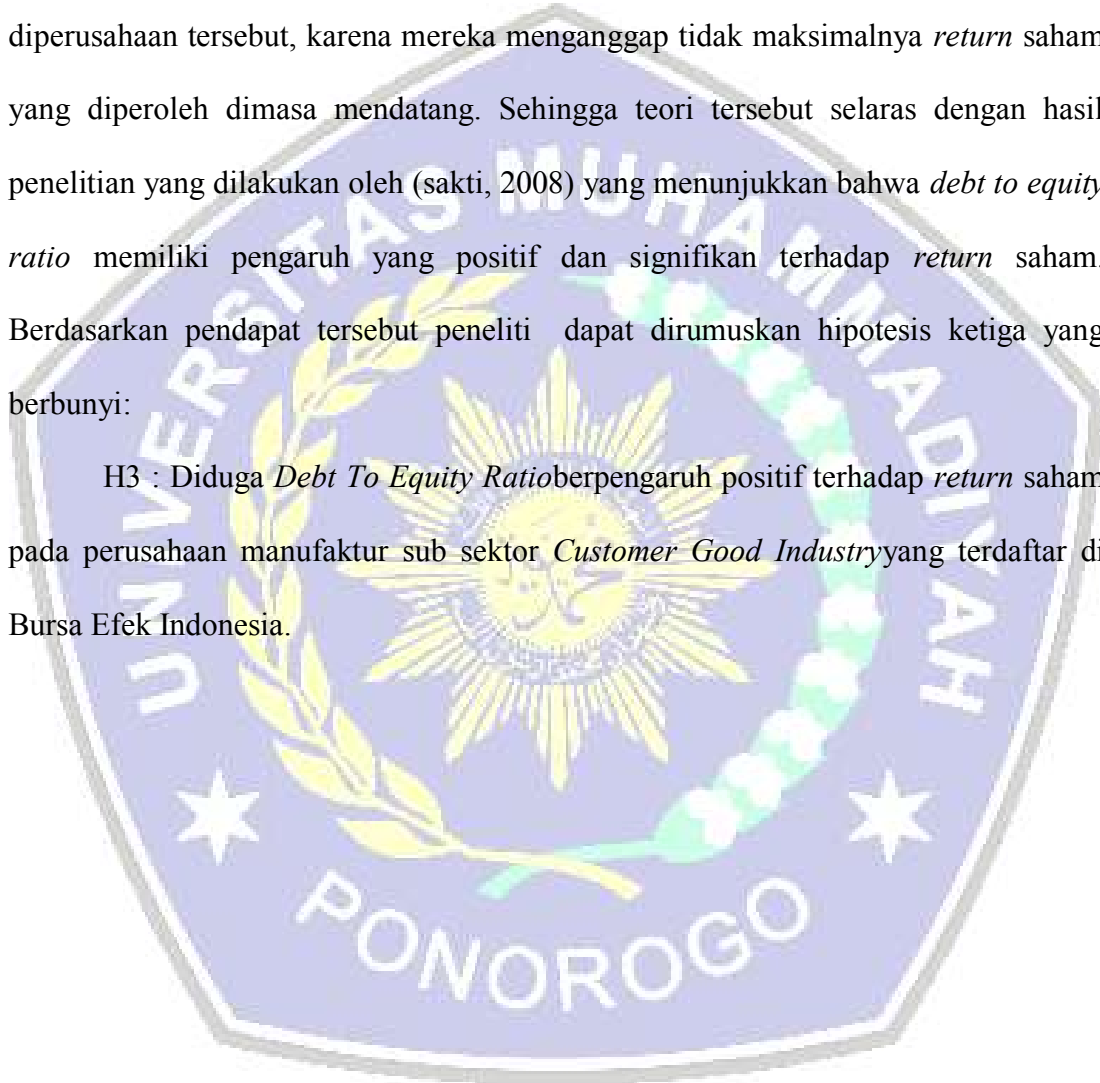 diperusahaan tersebut, karena mereka menganggap tidak maksimalnya return saham
yang diperoleh dimasa mendatang. Sehingga teori tersebut selaras dengan hasil
penelitian yang dilakukan oleh (sakti, 2008) yang menunjukkan bahwa debt to equity
ratio memiliki pengaruh yang positif dan signifikan terhadap return saham.
Berdasarkan pendapat tersebut peneliti dapat dirumuskan hipotesis ketiga yang
berbunyi:
H3 : Diduga Debt To Equity Ratioberpengaruh positif terhadap return saham
pada perusahaan manufaktur sub sektor Customer Good Industryyang terdaftar di
Bursa Efek Indonesia.
UNIVERSITAS MUHAMMADIYAH
PONOROGO